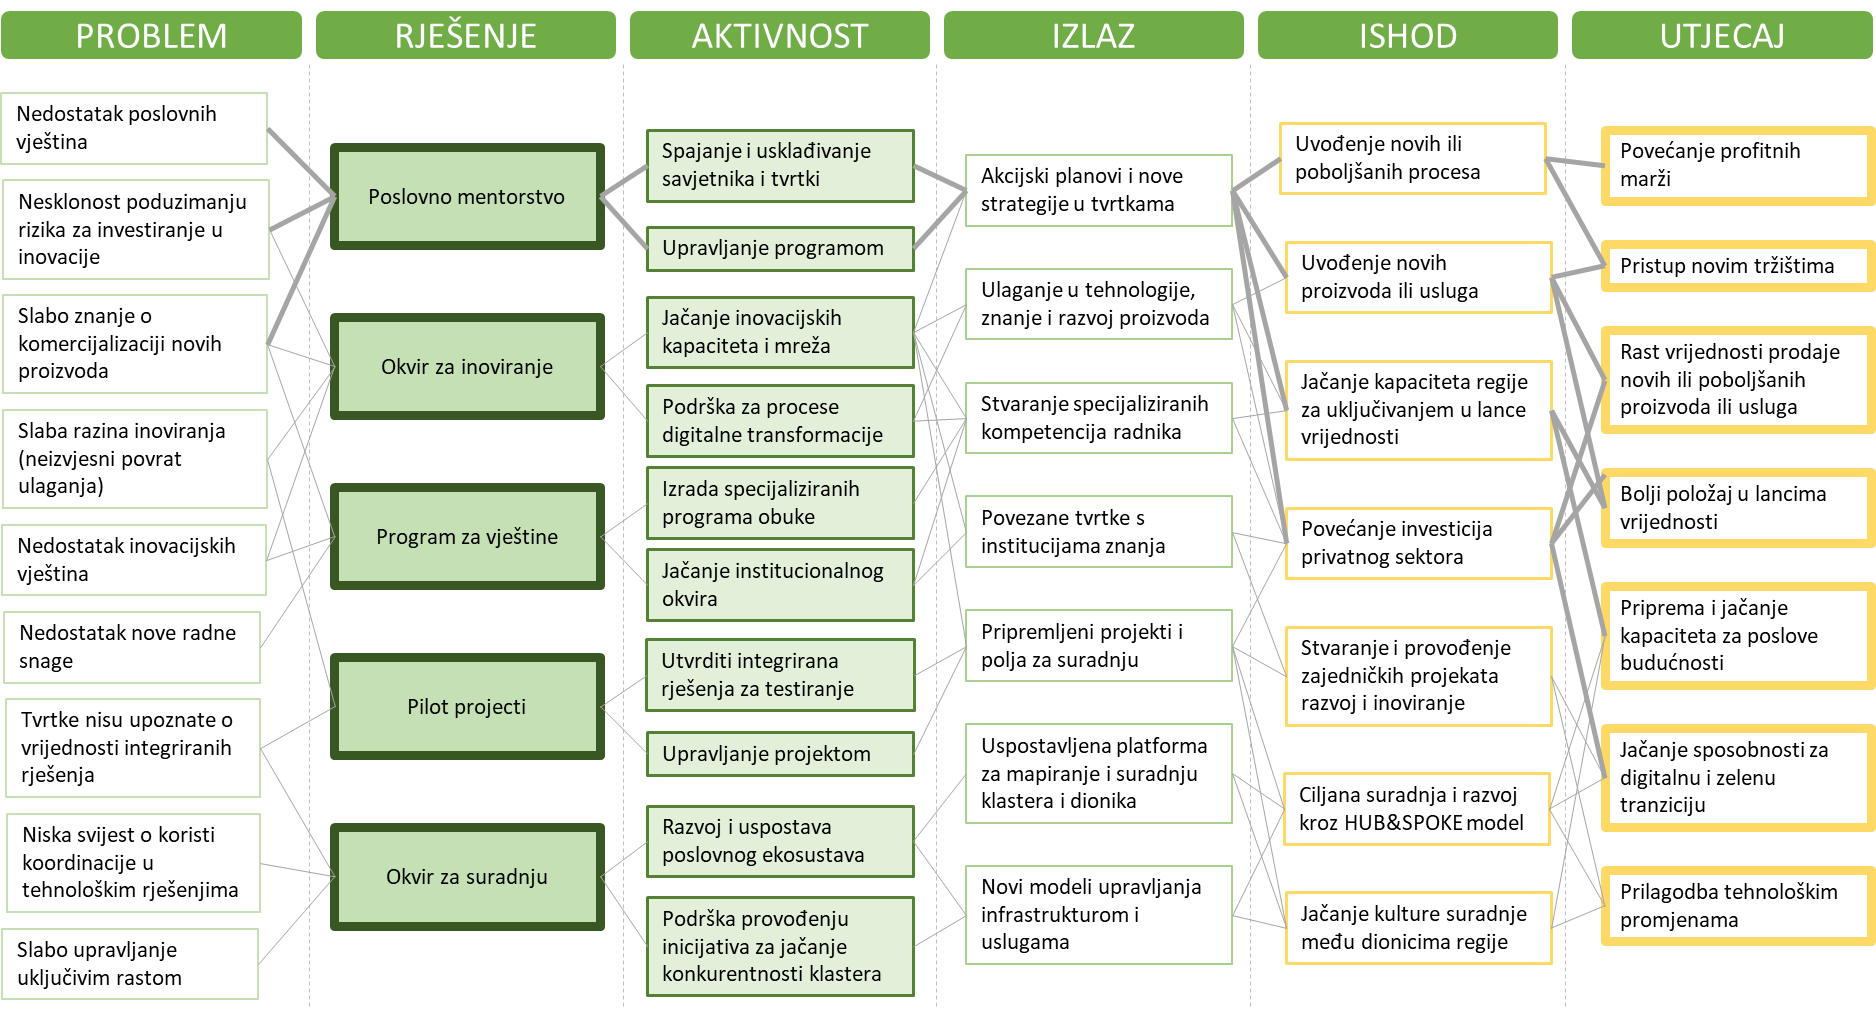 PROBLEM
RJEŠENJE
AKTIVNOST
IZLAZ
ISHOD
UTJECAJ
Nedostatak poslovnih
vještina
Nesklonost poduzimanju
rizika za investiranje u
inovacije
Slabo znanje o
komercijalizaciji novih
proizvoda
Slaba razina inoviranja
(neizvjesni povrat
ulaganja)
Nedostatak inovacijskih
vještina
Nedostatak nove radne
snage
Tvrtke nisu upoznate o
vrijednosti integriranih
rješenja
Niska svijest o koristi
koordinacije u
tehnološkim rješenjima
Slabo upravljanje
uključivim rastom
Poslovno mentorstvo
Okvir za inoviranje
Program za vještine
Pilot projecti
Okvir za suradnju
Spajanje i usklađivanje
savjetnika i tvrtki
Upravljanje programom
Jačanje inovacijskih
kapaciteta i mreža
Podrška za procese
digitalne transformacije
Izrada specijaliziranih
programa obuke
Jačanje institucionalnog
okvira
Utvrditi integrirana
rješenja za testiranje
Upravljanje projektom
Razvoj i uspostava
poslovnog ekosustava
Podrška provođenju
inicijativa za jačanje
konkurentnosti klastera
Akcijski planovi i nove
strategije u tvrtkama
Ulaganje u tehnologije,
znanje i razvoj proizvoda
Stvaranje specijaliziranih
kompetencija radnika
Povezane tvrtke s
institucijama znanja
Pripremljeni projekti i
polja za suradnju
Uspostavljena platforma
za mapiranje i suradnju
klastera i dionika
Novi modeli upravljanja
infrastrukturom i
uslugama
Uvođenje novih ili
poboljšanih procesa
Uvođenje novih
proizvoda ili usluga
Jačanje kapaciteta regije
za uključivanjem u lance
vrijednosti
Povećanje investicija
privatnog sektora
Stvaranje i provođenje
zajedničkih projekata
razvoj i inoviranje
Ciljana suradnja i razvoj
kroz HUB&SPOKE model
Jačanje kulture suradnje
među dionicima regije
Povećanje profitnih
marži
Pristup novim tržištima
Rast vrijednosti prodaje
novih ili poboljšanih
proizvoda ili usluga
Bolji položaj u lancima
vrijednosti
Priprema i jačanje
kapaciteta za poslove
budućnosti
Jačanje sposobnosti za
digitalnu i zelenu
tranziciju
Prilagodba tehnološkim
promjenama